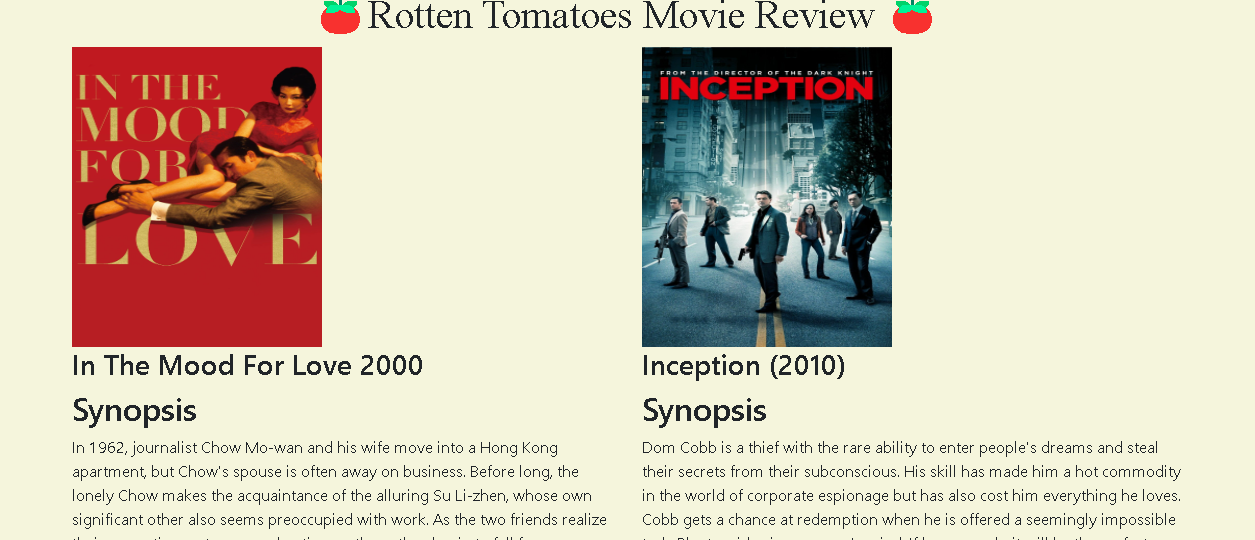 Rotten Tomatoes Movie Review
IN THE
MOOD
FOR
LOVE
In The Mood For Love 2000
Synopsis
In 1962, journalist Chow Mo-wan and his wife move into a Hong Kong
apartment, but Chow's spouse is often away on business. Before long, the
lonely Chow makes the acquaintance of the alluring Su Li-zhen, whose own
significant other also seems preoccupied with work. As the two friends realize
FROM THE DIRECTOR OF THE DARK KNIGHT
INCEPTION
Inception (2010)
Synopsis
Dom Cobb is a thief with the rare ability to enter people's dreams and steal
their secrets from their subconscious. His skill has made him a hot commodity
in the world of corporate espionage but has also cost him everything he loves.
Cobb gets a chance at redemption when he is offered a seemingly impossible